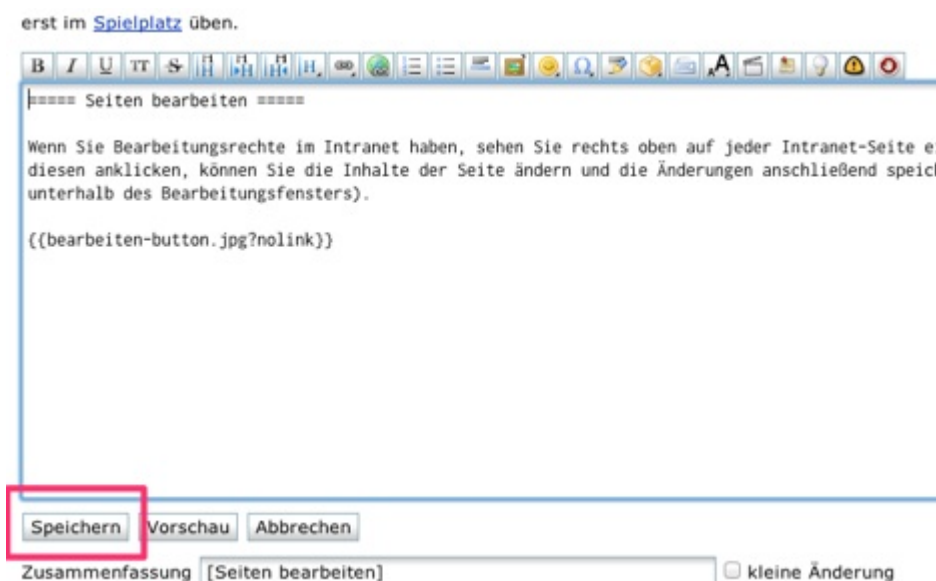 erst im Spielplatz üben.
B I U TT S H H H H Ω A
===== Seiten bearbeiten =====
Wenn Sie Bearbeitungsrechte im Intranet haben, sehen Sie rechts oben auf jeder Intranet-Seite
diesen anklicken, können Sie die Inhalte der Seite ändern und die Änderungen anschließend
unterhalb des Bearbeitungsfensters).
{{bearbeiten-button.jpg?nolink}}
Speichern Vorschau Abbrechen
Zusammenfassung [Seiten bearbeiten] kleine Änderung